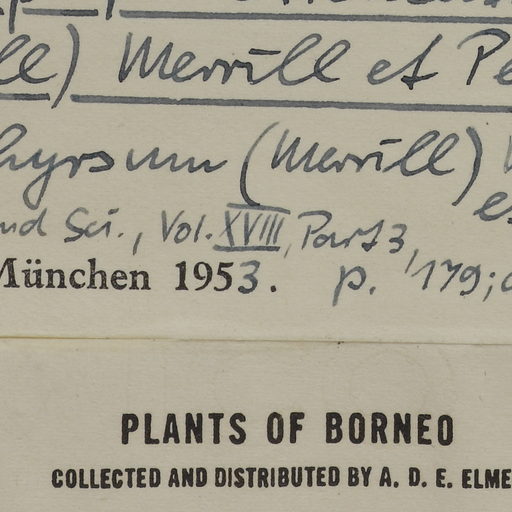 ll) Merrill et Pe
hyrsum (Merrill)
nd Sci., Vol. XVIII, Part 3,
München 1953. p. 179;
PLANTS OF BORNEO
COLLECTED AND DISTRIBUTED BY A. D. E. ELME